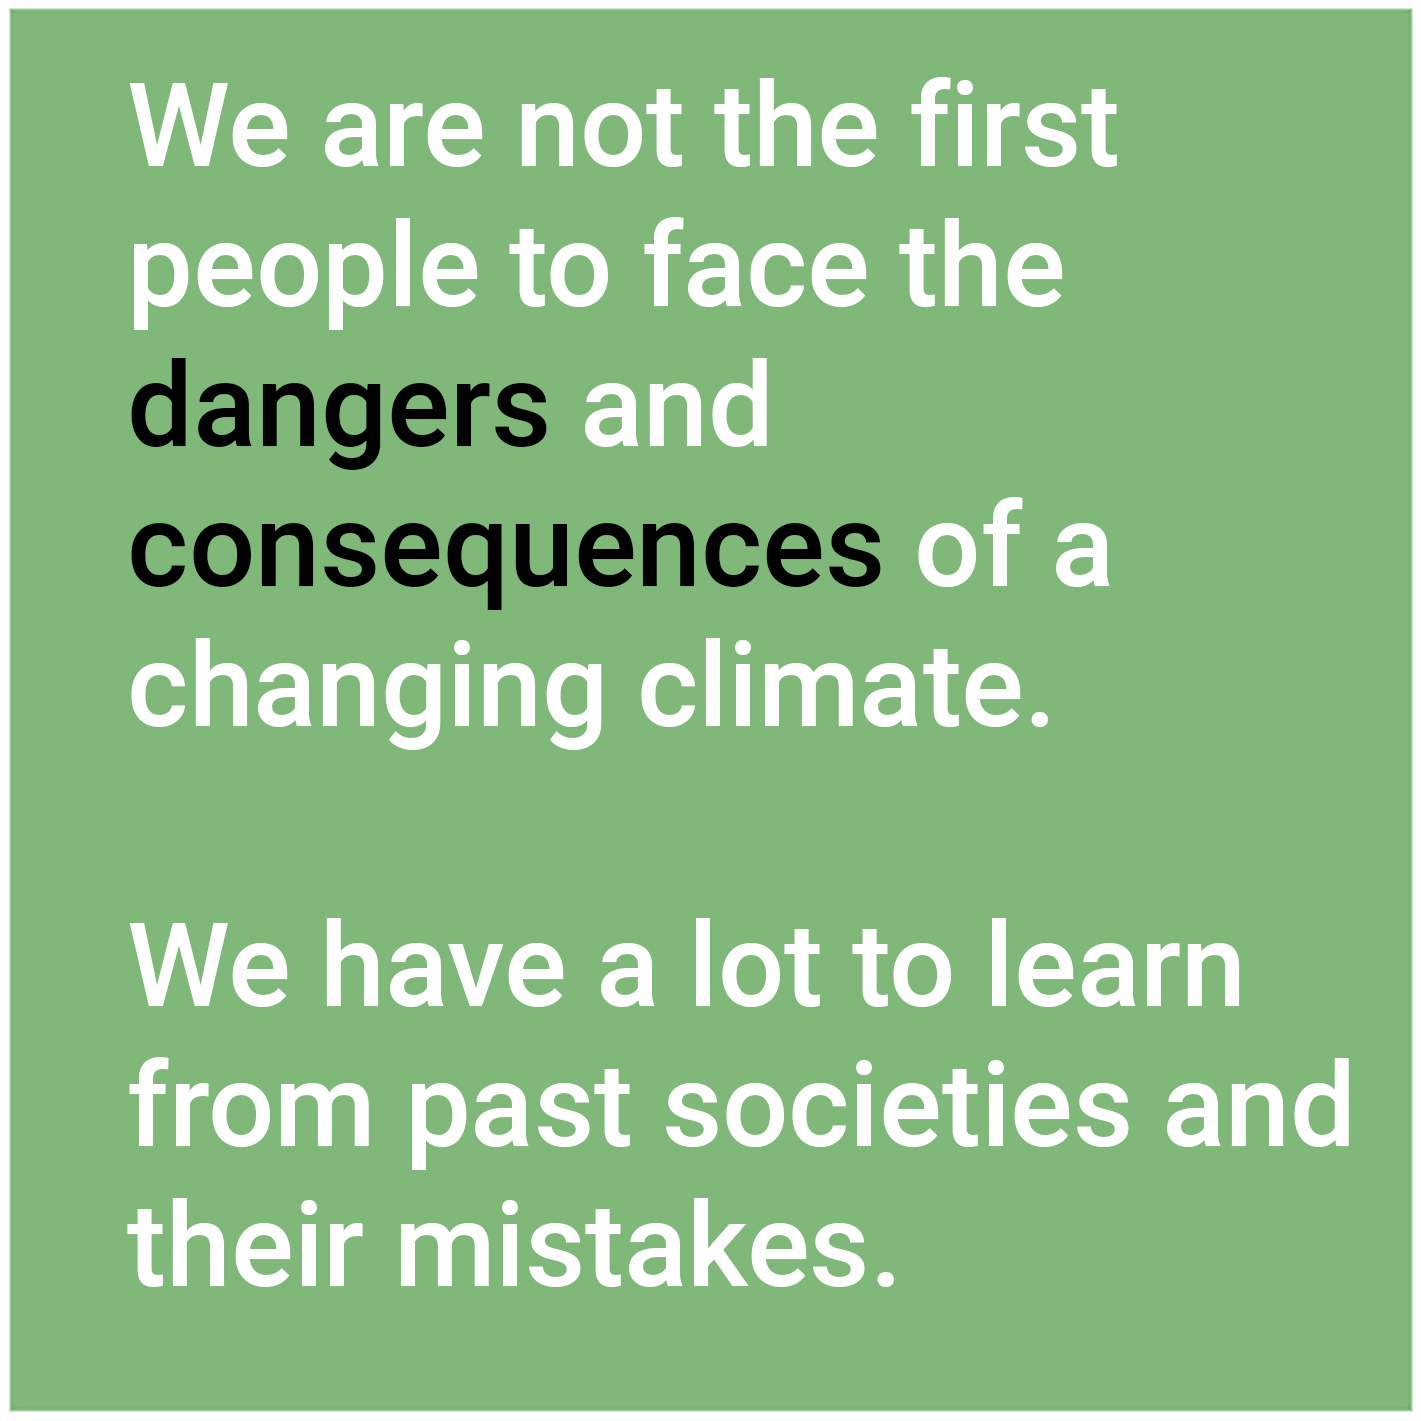 We are not the first
people to face the
dangers and
consequences of a
changing climate.
We have a lot to learn
from past societies and
their mistakes.